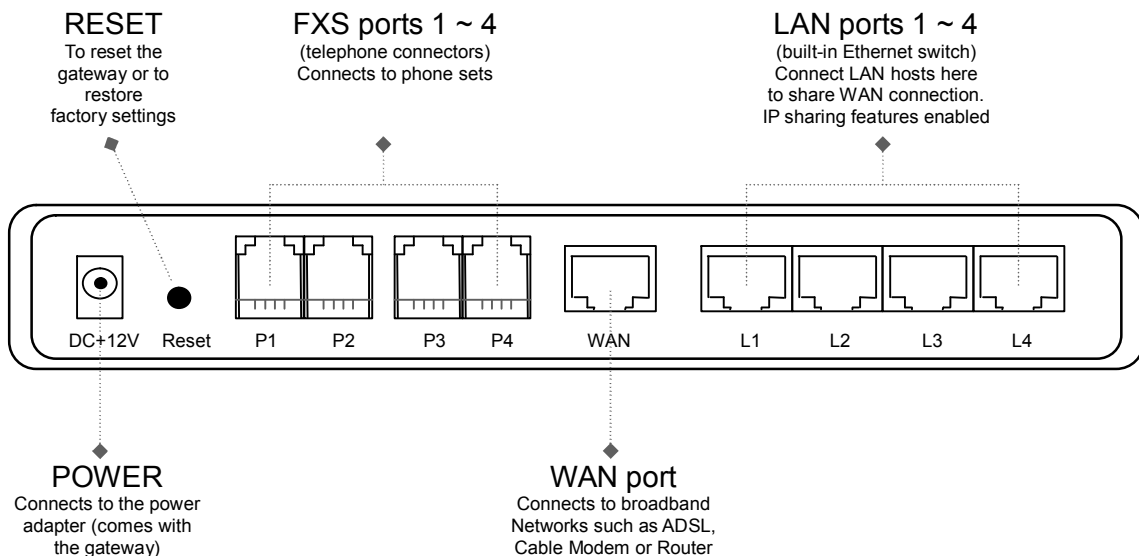 RESET
To reset the
gateway or to
restore
factory settings
FXS ports 1 ~ 4
(telephone connectors)
Connects to phone sets
LAN ports 1 ~ 4
(built-in Ethernet switch)
Connect LAN hosts here
to share WAN connection.
IP sharing features enabled
DC+12V
Reset
P1
P2
P3
P4
WAN
L1
L2
L3
L4
POWER
Connects to the power
adapter (comes with
the gateway)
WAN port
Connects to broadband
Networks such as ADSL,
Cable Modem or Router